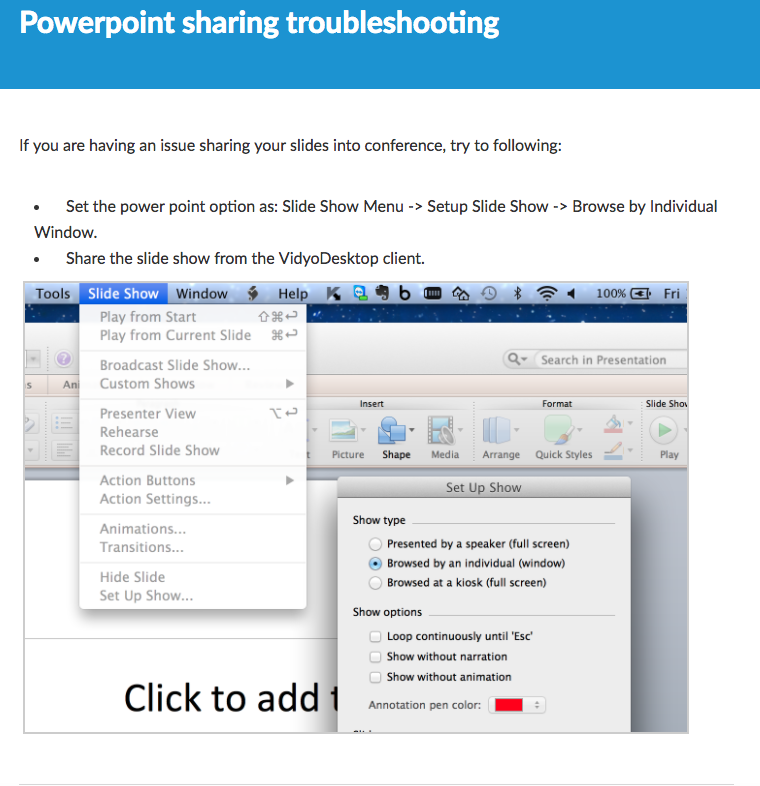 Powerpoint sharing troubleshooting
If you are having an issue sharing your slides into conference, try to following:
• Set the power point option as: Slide Show Menu -> Setup Slide Show -> Browse by Individual
Window.
• Share the slide show from the VidyoDesktop client.
Tools Slide Show Window Help 100% Fri
Play from Start ⇧⌘↩
Play from Current Slide ⌘↩
Broadcast Slide Show...
Custom Shows
Presenter View ⌥↩
Rehearse
Record Slide Show
Action Buttons
Action Settings...
Animations...
Transitions...
Hide Slide
Set Up Show...
Search in Presentation
s An
Insert Format Slide Show
Picture Shape Media Arrange Quick Styles Play
Set Up Show
Show type
Presented by a speaker (full screen)
Browsed by an individual (window)
Browsed at a kiosk (full screen)
Show options
Loop continuously until 'Esc'
Show without narration
Show without animation
Annotation pen color:
Click to add